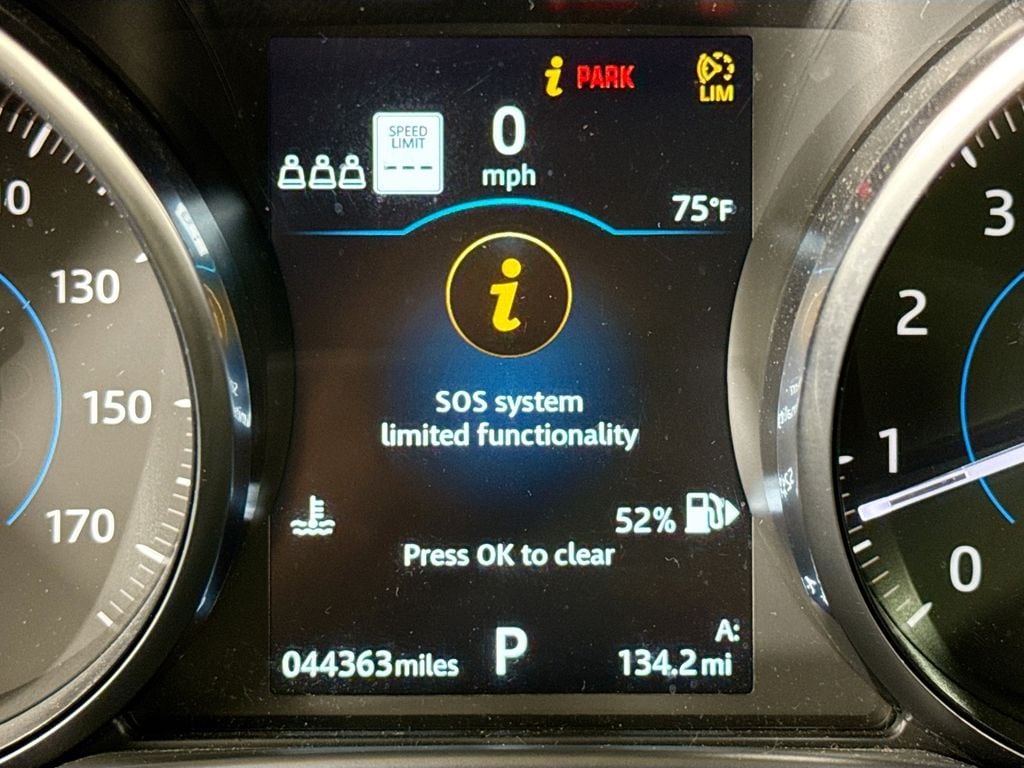 i PARK
LIM
SPEED
LIMIT
---
0
mph
75°F
i
SOS system
limited functionality
52%
Press OK to clear
044363miles
P
A:
134.2mi
130
150
170
3
2
1
0